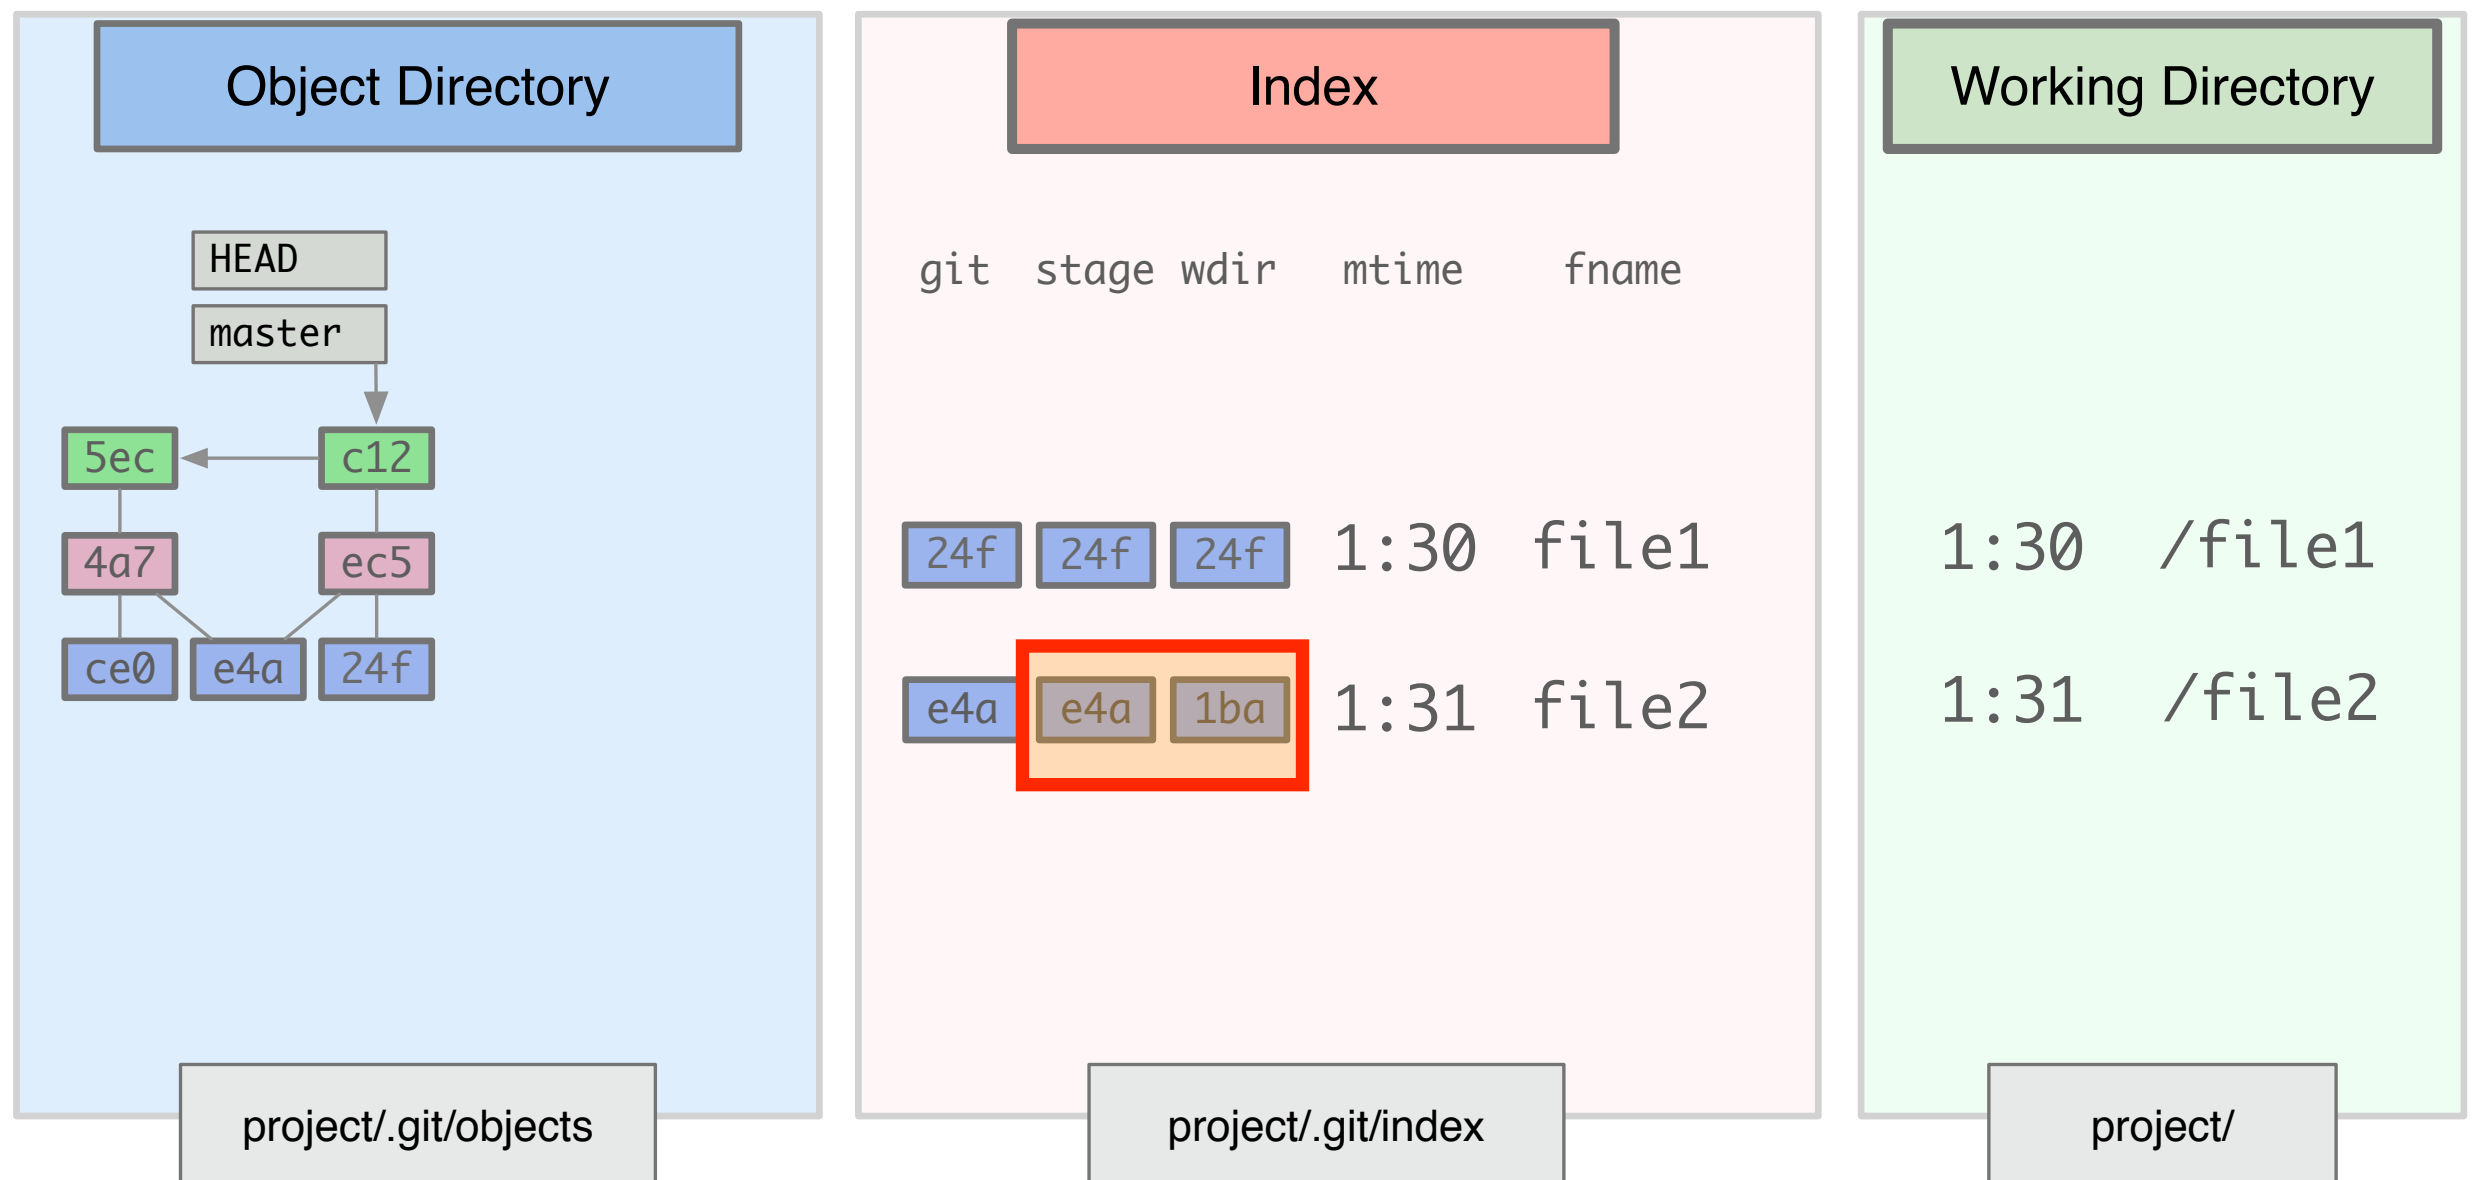 Object Directory
HEAD
master
5ec c12
4a7 ec5
ce0 e4a 24f
project/.git/objects
Index
git stage wdir mtime fname
24f 24f 24f 1:30 file1
e4a e4a 1ba 1:31 file2
project/.git/index
Working Directory
1:30 /file1
1:31 /file2
project/